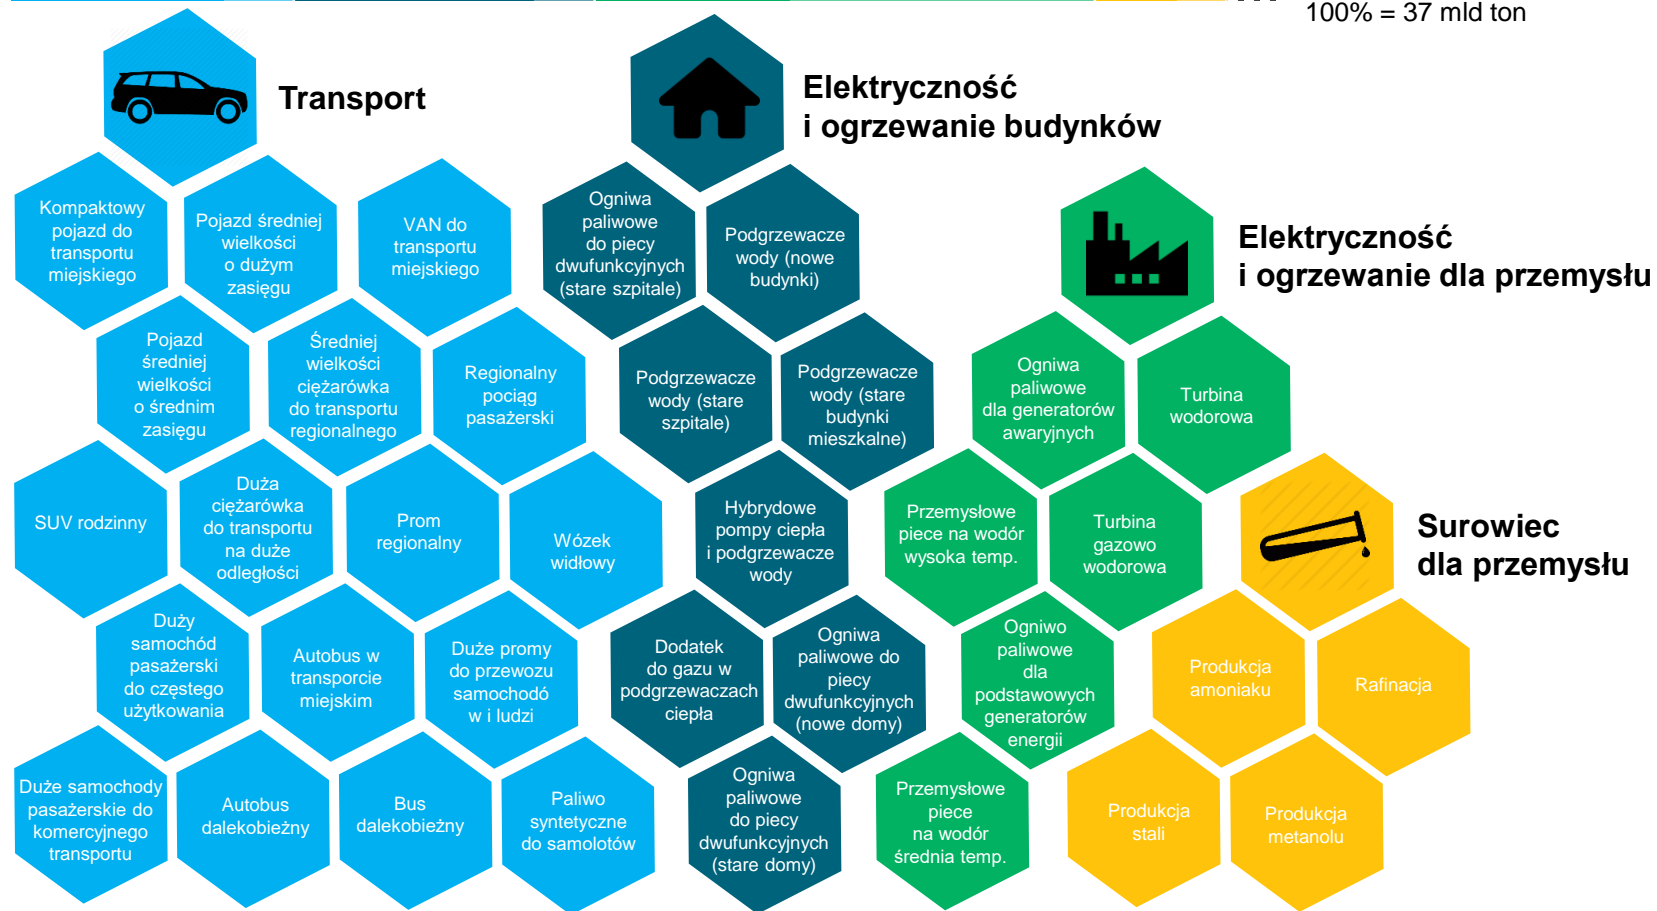 100% = 37 mld ton
Transport
Elektryczność
i ogrzewanie budynków
Elektryczność
i ogrzewanie dla przemysłu
Surowiec
dla przemysłu
Kompaktowy
pojazd do
transportu
miejskiego
Pojazd średniej
wielkości
o dużym
zasięgu
VAN do
transportu
miejskiego
Pojazd
średniej
wielkości
o średnim
zasięgu
Średniej
wielkości
ciężarówka
do transportu
regionalnego
Regionalny
pociąg
pasażerski
SUV rodzinny
Duża
ciężarówka
do transportu
na duże
odległości
Prom
regionalny
Wózek
widłowy
Duży
samochód
pasażerski
do częstego
użytkowania
Autobus w
transporcie
miejskim
Duże promy
do przewozu
samochodó
w i ludzi
Duże samochody
pasażerskie do
komercyjnego
transportu
Autobus
dalekobieżny
Bus
dalekobieżny
Paliwo
syntetyczne
do samolotów
Ogniwa
paliwowe
do piecy
dwufunkcyjnych
(stare szpitale)
Podgrzewacze
wody (nowe
budynki)
Podgrzewacze
wody (stare
szpitale)
Podgrzewacze
wody (stare
budynki
mieszkalne)
Hybrydowe
pompy ciepła
i podgrzewacze
wody
Dodatek
do gazu w
podgrzewaczach
ciepła
Ogniwa
paliwowe do
piecy
dwufunkcyjnych
(nowe domy)
Ogniwa
paliwowe
do piecy
dwufunkcyjnych
(stare domy)
Ogniwa
paliwowe
dla generatorów
awaryjnych
Turbina
wodorowa
Przemysłowe
piece na wodór
wysoka temp.
Turbina
gazowo
wodorowa
Ogniwo
paliwowe
dla
podstawowych
generatorów
energii
Przemysłowe
piece
na wodór
średnia temp.
Produkcja
amoniaku
Rafinacja
Produkcja
stali
Produkcja
metanolu